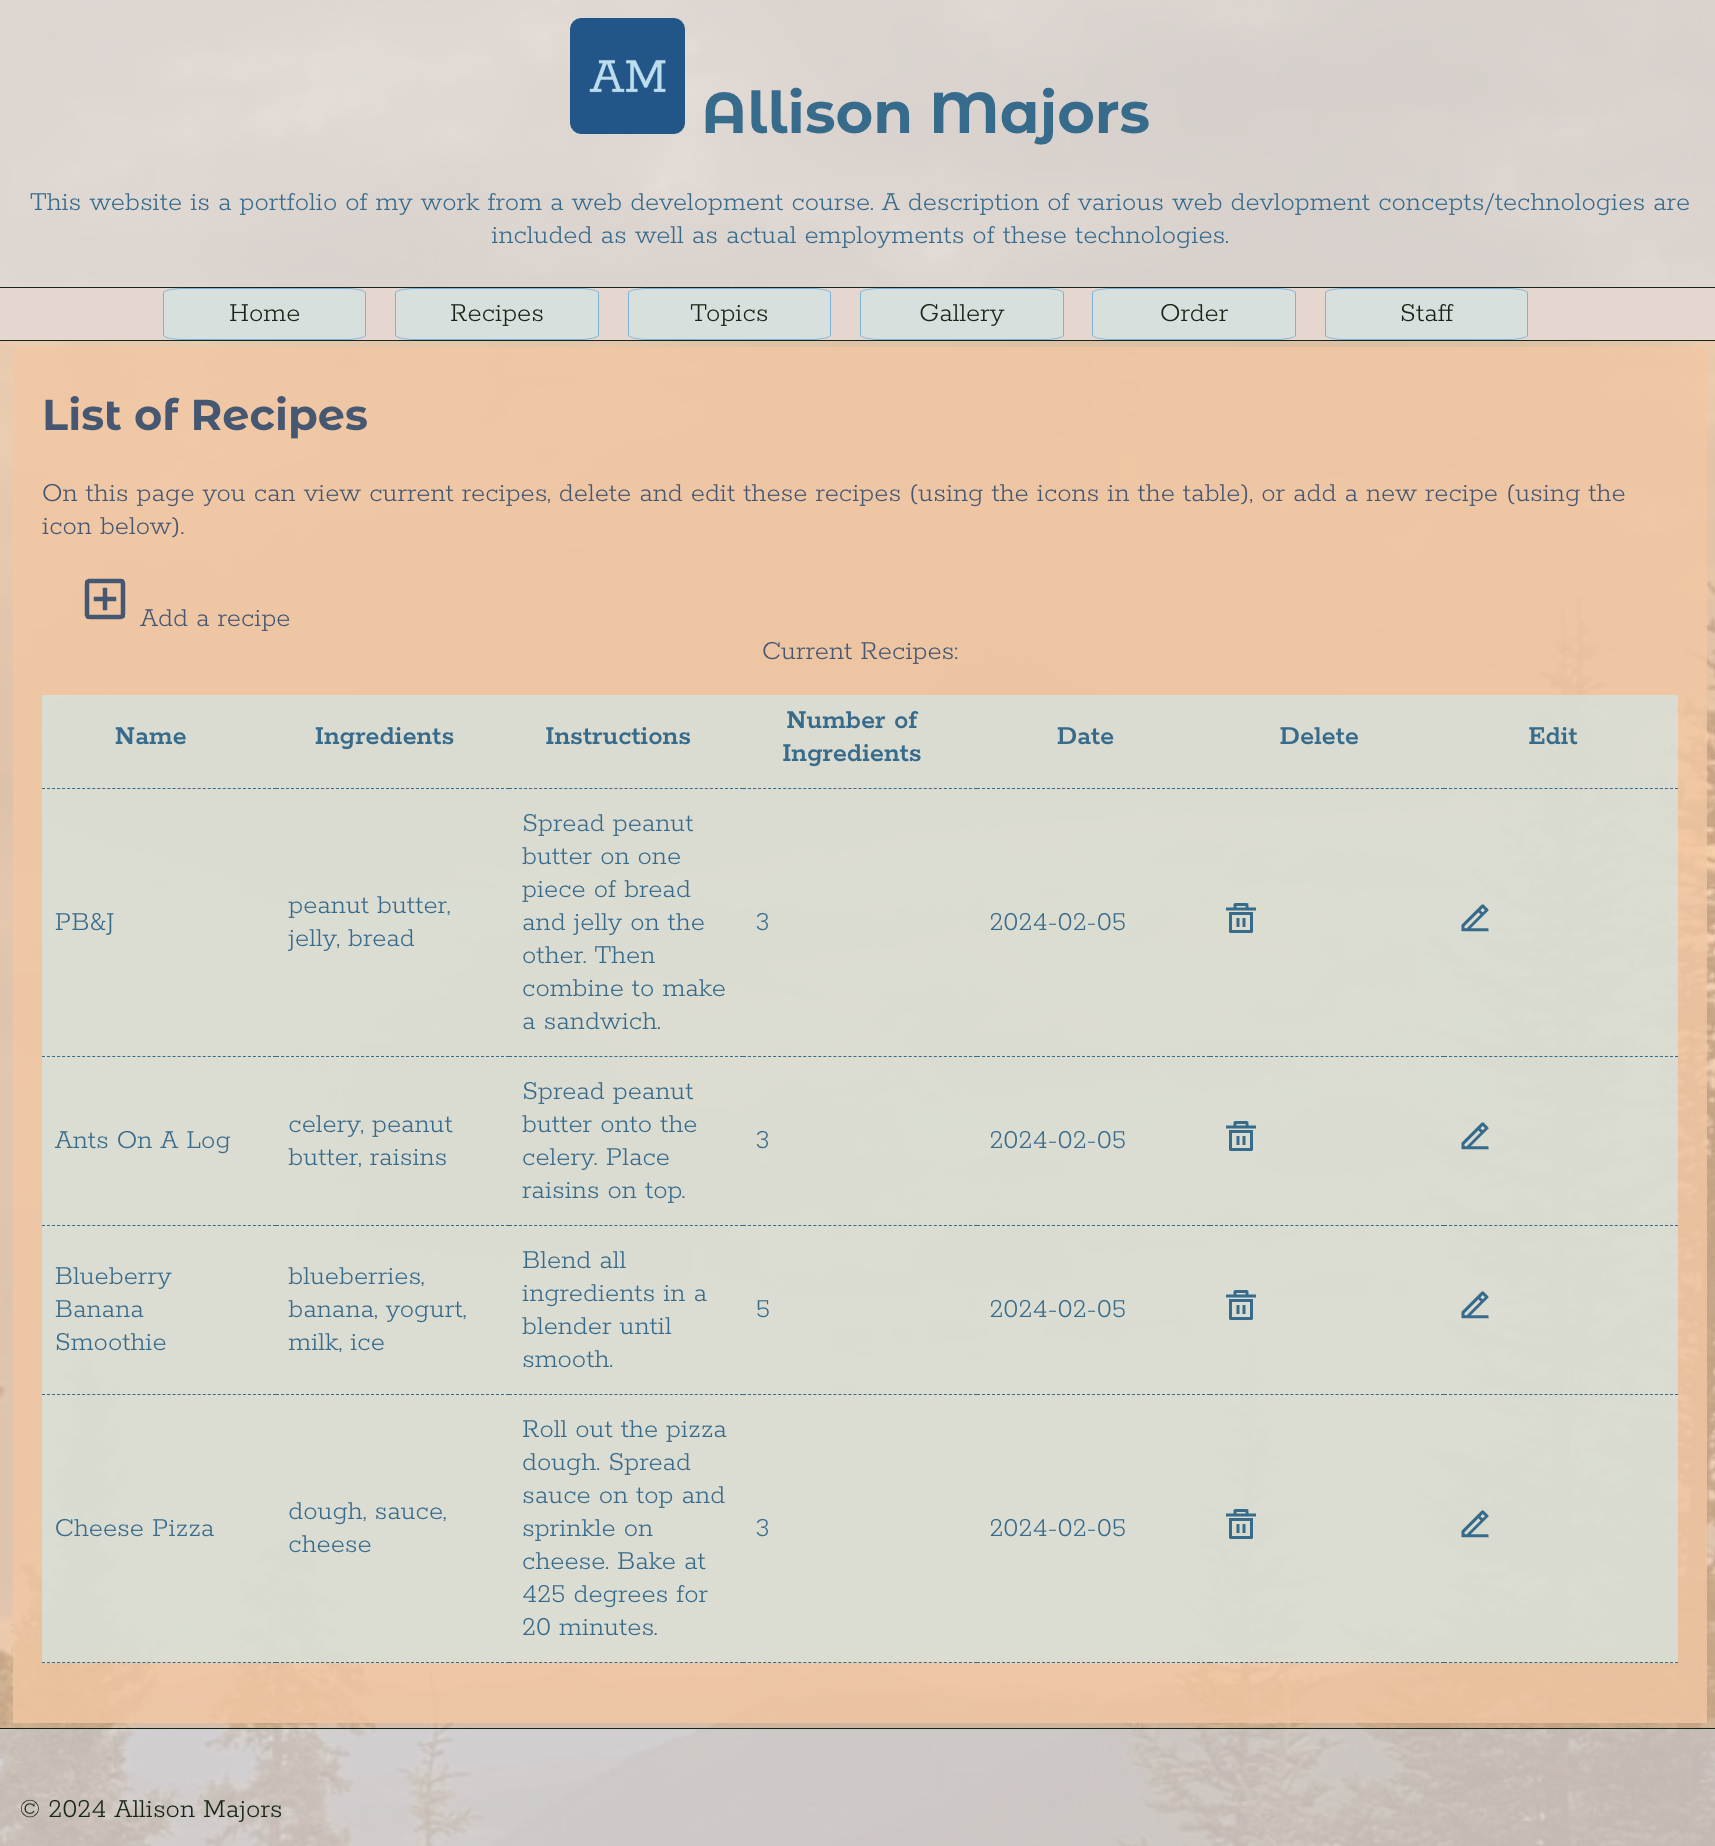 AM
Allison Majors
This website is a portfolio of my work from a web development course. A description of various web devlopment concepts/technologies are
included as well as actual employments of these technologies.
Home Recipes Topics Gallery Order Staff
List of Recipes
On this page you can view current recipes, delete and edit these recipes (using the icons in the table), or add a new recipe (using the
icon below).
Add a recipe
Current Recipes:
Name
Ingredients
Instructions
Number of
Ingredients
Date
Delete
Edit
PB&J
peanut butter,
jelly, bread
Spread peanut
butter on one
piece of bread
and jelly on the
other. Then
combine to make
a sandwich.
3
2024-02-05
Ants On A Log
celery, peanut
butter, raisins
Spread peanut
butter onto the
celery. Place
raisins on top.
3
2024-02-05
Blueberry
Banana
Smoothie
blueberries,
banana, yogurt,
milk, ice
Blend all
ingredients in a
blender until
smooth.
5
2024-02-05
Cheese Pizza
dough, sauce,
cheese
Roll out the pizza
dough. Spread
sauce on top and
sprinkle on
cheese. Bake at
425 degrees for
20 minutes.
3
2024-02-05
© 2024 Allison Majors